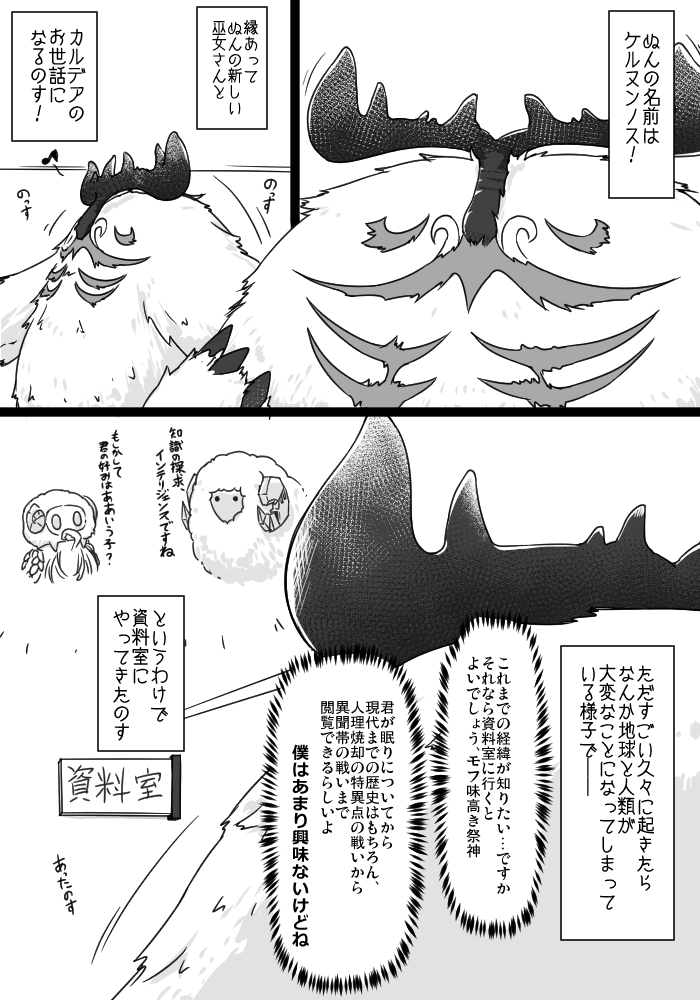 ぬんの名前は
ケルヌンノス!
縁あって
ぬんの新しい
巫女さんと
カルデアの
お世話に
なるのす!
のっす
のっす
ただすごい久々に起きたら
なんか地球と人類が
大変なことになってしまって
いる様子で──
これまでの経緯が知りたい…ですか
それなら資料室に行くと
よいでしょう、モフ味高き祭神
君が眠りについてから
現代までの歴史はもちろん、
人理焼却の特異点の戦いから
異聞帯の戦いまで
閲覧できるらしいよ
僕はあまり興味ないけどね
知識の探求、
インテリジェンスですね
もしかして
君の好みはああいう子?
というわけで
資料室に
やってきたのす
資料室
あったのす